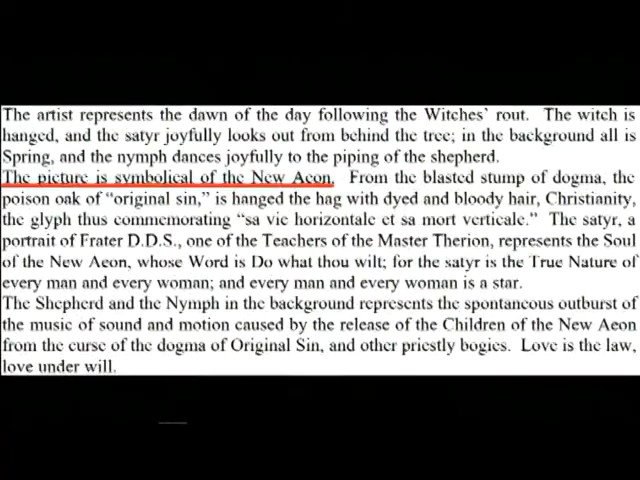 The artist represents the dawn of the day following the Witches' rout. The witch is
hanged, and the satyr joyfully looks out from behind the tree; in the background all is
Spring, and the nymph dances joyfully to the piping of the shepherd.
The picture is symbolical of the New Aeon. From the blasted stump of dogma, the
poison oak of "original sin," is hanged the hag with dyed and bloody hair, Christianity,
the glyph thus commemorating "sa vie horizontale et sa mort verticale." The satyr, a
portrait of Frater D.D.S., one of the Teachers of the Master Therion, represents the Soul
of the New Aeon, whose Word is Do what thou wilt; for the satyr is the True Nature of
every man and every woman; and every man and every woman is a star.
The Shepherd and the Nymph in the background represents the spontaneous outburst of
the music of sound and motion caused by the release of the Children of the New Aeon
from the curse of the dogma of Original Sin, and other priestly bogies. Love is the law,
love under will.